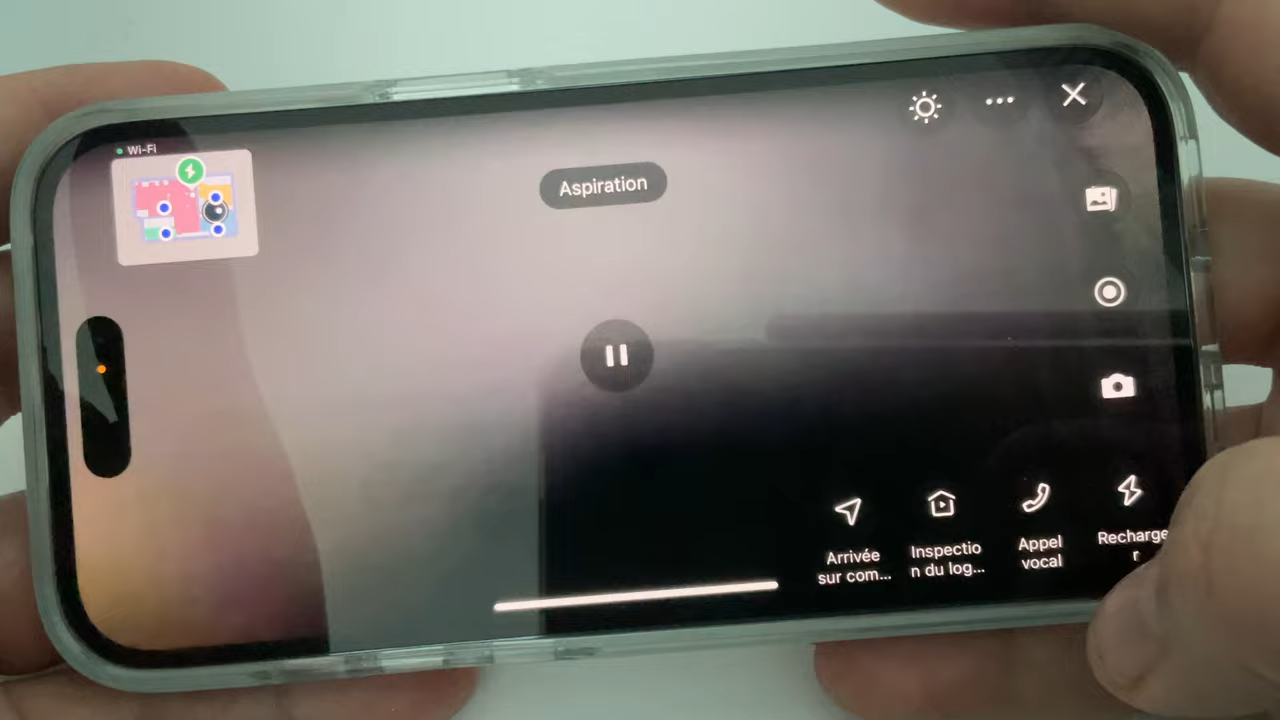 Wi-Fi
Aspiration
Arrivée
sur com...
Inspectio
n du log...
Appel
vocal
Recharge
r